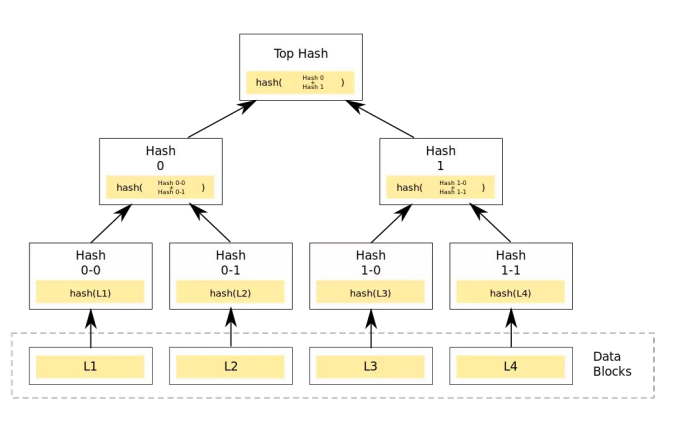 Top Hash
hash( Hash 0 + Hash 1 )
Hash
0
hash( Hash 0-0 + Hash 0-1 )
Hash
1
hash( Hash 1-0 + Hash 1-1 )
Hash
0-0
hash(L1)
Hash
0-1
hash(L2)
Hash
1-0
hash(L3)
Hash
1-1
hash(L4)
L1
L2
L3
L4
Data
Blocks